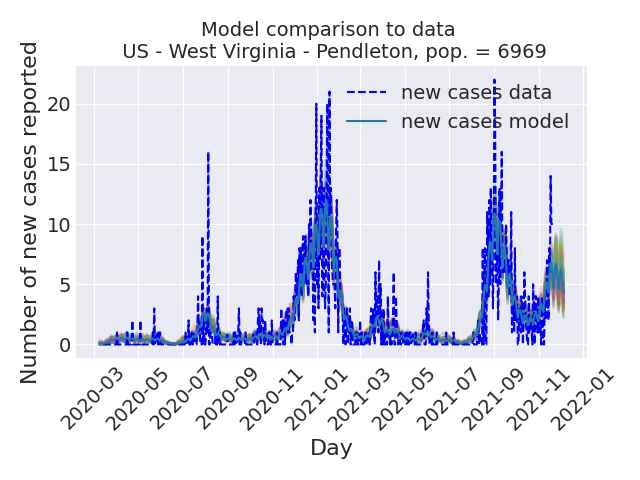 Model comparison to data
US - West Virginia - Pendleton, pop. = 6969
Number of new cases reported
20
15
10
5
0
new cases data
new cases model
2020-03
2020-05
2020-07
2020-09
2020-11
2021-01
2021-03
2021-05
2021-07
2021-09
2021-11
2022-01
Day